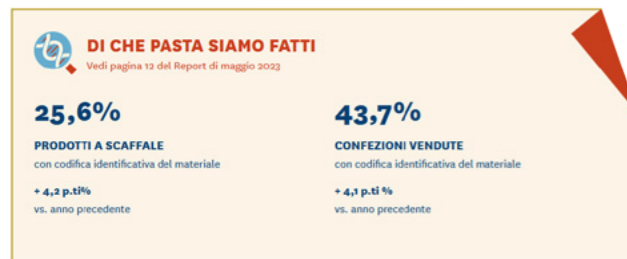 DI CHE PASTA SIAMO FATTI
Vedi pagina 12 del Report di maggio 2023
25,6%
PRODOTTI A SCAFFALE
con codifica identificativa del materiale
+ 4,2 p.ti%
vs. anno precedente
43,7%
CONFEZIONI VENDUTE
con codifica identificativa del materiale
+ 4,1 p.ti %
vs. anno precedente